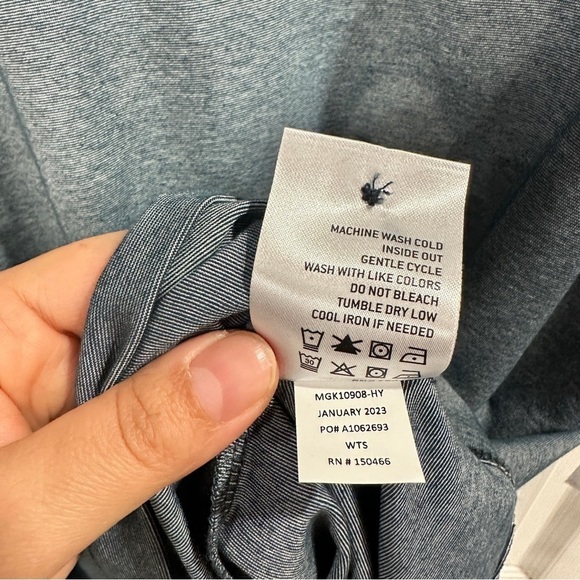 MACHINE WASH COLD
INSIDE OUT
GENTLE CYCLE
WASH WITH LIKE COLORS
DO NOT BLEACH
TUMBLE DRY LOW
COOL IRON IF NEEDED
30
MGK10908-HY
JANUARY 2023
PO# A1062693
WTS
RN # 150466